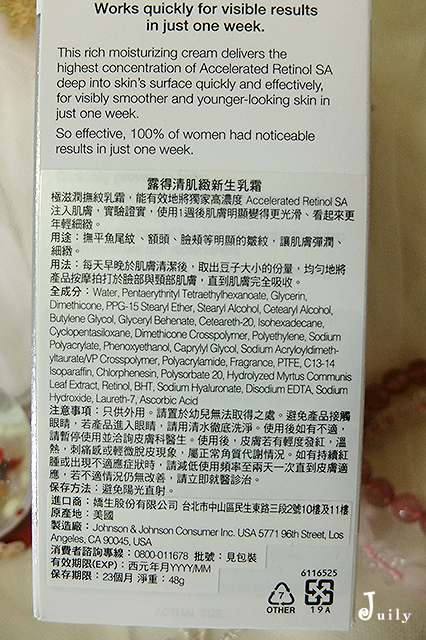 Works quickly for visible results
in just one week.
This rich moisturizing cream delivers the
highest concentration of Accelerated Retinol SA
deep into skin's surface quickly and effectively,
for visibly smoother and younger-looking skin in
just one week.
So effective, 100% of women had noticeable
results in just one week.
露得清肌緻新生乳霜
極滋潤撫紋乳霜，能有效地將獨家高濃度 Accelerated Retinol SA
注入肌膚，實驗證實，使用1週後肌膚明顯變得更光滑、看起來更
年輕細緻。
用途：撫平魚尾紋、額頭、臉頰等明顯的皺紋，讓肌膚彈潤、
細緻。
用法：每天早晚於肌膚清潔後，取出豆子大小的份量，均勻地將
產品按摩拍打於臉部與頸部肌膚，直到肌膚完全吸收。
全成分：Water, Pentaerythrityl Tetraethylhexanoate, Glycerin,
Dimethicone, PPG-15 Stearyl Ether, Stearyl Alcohol, Cetearyl Alcohol,
Butylene Glycol, Glyceryl Behenate, Ceteareth-20, Isohexadecane,
Cyclopentasiloxane, Dimethicone Crosspolymer, Polyethylene, Sodium
Polyacrylate, Phenoxyethanol, Caprylyl Glycol, Sodium Acryloyldimeth-
yltaurate/VP Crosspolymer, Polyacrylamide, Fragrance, PTFE, C13-14
Isoparaffin, Chlorphenesin, Polysorbate 20, Hydrolyzed Myrtus Communis
Leaf Extract, Retinol, BHT, Sodium Hyaluronate, Disodium EDTA, Sodium
Hydroxide, Laureth-7, Ascorbic Acid
注意事項：只供外用。請置於幼兒無法取得之處。避免產品接觸
眼睛，若產品進入眼睛，請用清水徹底洗淨。使用後如有不適，
請暫停使用並洽詢皮膚科醫生。使用後，皮膚若有輕度發紅，溫
熱，刺痛感或輕微脫皮現象，屬正常角質代謝情況。如有持續紅
腫或出現不適應症狀時，請減低使用頻率至兩天一次直到皮膚適
應，若不適情況仍無改善，請立即就醫診治。
保存方法：避免陽光直射。
進口商：嬌生股份有限公司 台北市中山區民生東路三段2號10樓及11樓
原產地：美國
製造廠：Johnson & Johnson Consumer Inc. USA 5771 96th Street, Los
Angeles, CA 90045, USA
消費者諮詢專線：0800-011678 批號：見包裝
有效期限(EXP)：西元年月YYYY/MM
保存期限：23個月 淨重：48g
6116525
7
OTHER
19A
Juily